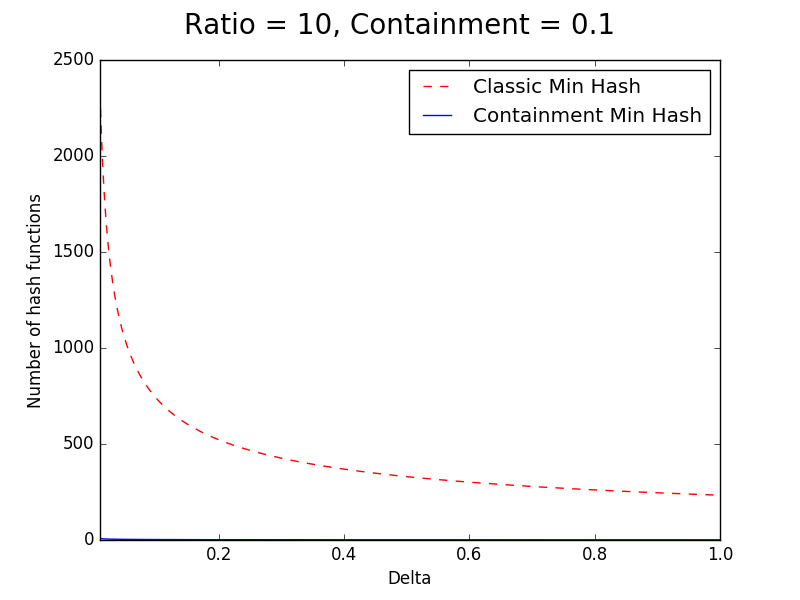 Ratio = 10, Containment = 0.1
2500
2000
1500
1000
500
0
Number of hash functions
Classic Min Hash
Containment Min Hash
0.2 0.4 0.6 0.8 1.0
Delta